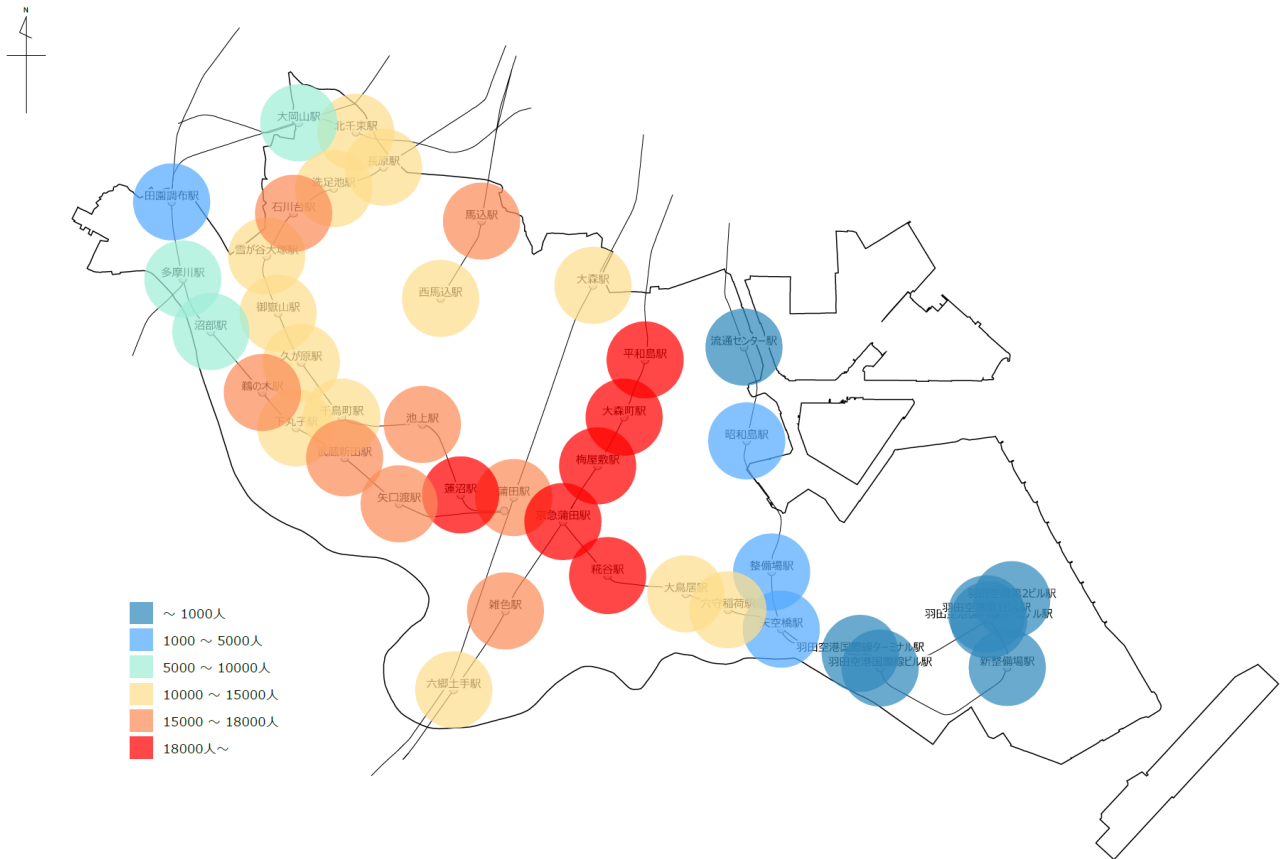 N
大岡山駅
北千束駅
長原駅
洗足池駅
田園調布駅
石川台駅
馬込駅
雪が谷大塚駅
多摩川駅
西馬込駅
大森駅
御嶽山駅
沼部駅
流通センター駅
久が原駅
平和島駅
鵜の木駅
千鳥町駅
池上駅
大森町駅
下丸子駅
昭和島駅
武蔵新田駅
梅屋敷駅
矢口渡駅
蓮沼駅
蒲田駅
京急蒲田駅
整備場駅
糀谷駅
大鳥居駅
穴守稲荷駅
雑色駅
天空橋駅
羽田空港国際線ターミナル駅
羽田空港国際線ビル駅
新整備場駅
六郷土手駅
~ 1000人
1000 ~ 5000人
5000 ~ 10000人
10000 ~ 15000人
15000 ~ 18000人
18000人~